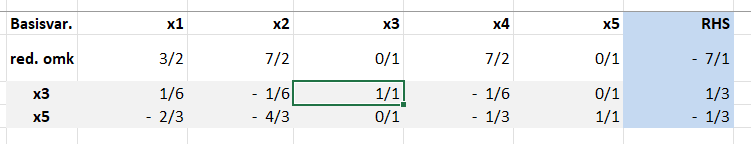 Basisvar. x1 x2 x3 x4 x5 RHS
red. omk 3/2 7/2 0/1 7/2 0/1 - 7/1
x3 1/6 - 1/6 1/1 - 1/6 0/1 1/3
x5 - 2/3 - 4/3 0/1 - 1/3 1/1 - 1/3